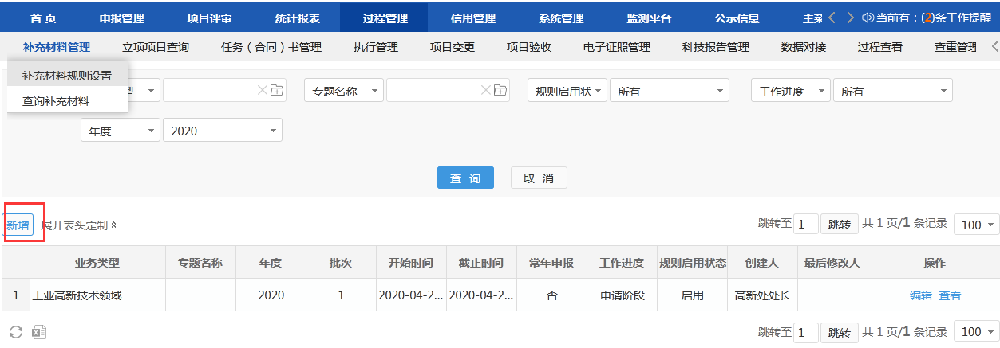 首 页 申报管理 项目评审 统计报表 过程管理 信用管理 系统管理 监测平台 公示信息 主菜 当前有：(2)条工作提醒
补充材料管理 立项项目查询 任务（合同）书管理 执行管理 项目变更 项目验收 电子证照管理 科技报告管理 数据对接 过程查看 查重管理
补充材料规则设置
查询补充材料
型 专题名称 规则启用状 所有 工作进度 所有
年度 2020
查 询 取 消
新增 展开表头定制 跳转至 1 跳转 共 1 页/1 条记录 100
业务类型 专题名称 年度 批次 开始时间 截止时间 常年申报 工作进度 规则启用状态 创建人 最后修改人 操作
1 工业高新技术领域 2020 1 2020-04-2... 2020-04-2... 否 申请阶段 启用 高新处处长 编辑 查看
跳转至 1 跳转 共 1 页/1 条记录 100